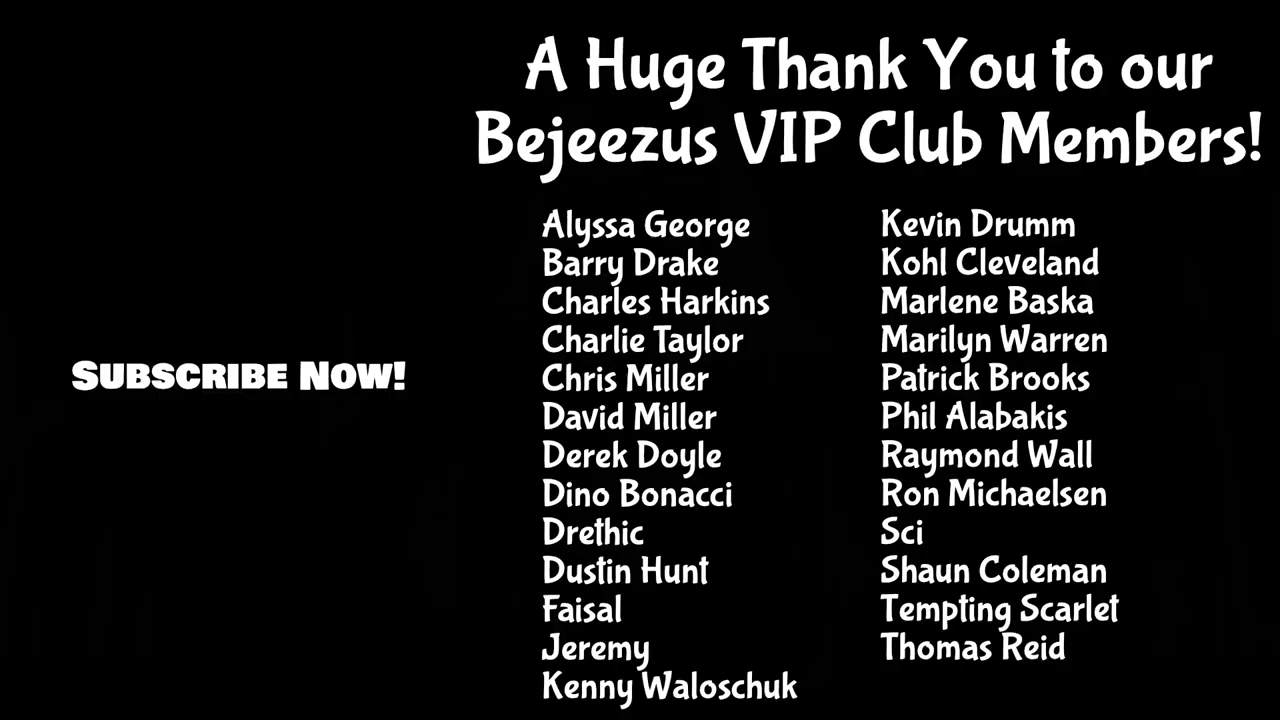 A Huge Thank You to our
Bejeezus VIP Club Members!
Alyssa George
Barry Drake
Charles Harkins
Charlie Taylor
Chris Miller
David Miller
Derek Doyle
Dino Bonacci
Drethic
Dustin Hunt
Faisal
Jeremy
Kenny Waloschuk
Kevin Drumm
Kohl Cleveland
Marlene Baska
Marilyn Warren
Patrick Brooks
Phil Alabakis
Raymond Wall
Ron Michaelsen
Sci
Shaun Coleman
Tempting Scarlet
Thomas Reid
Subscribe Now!